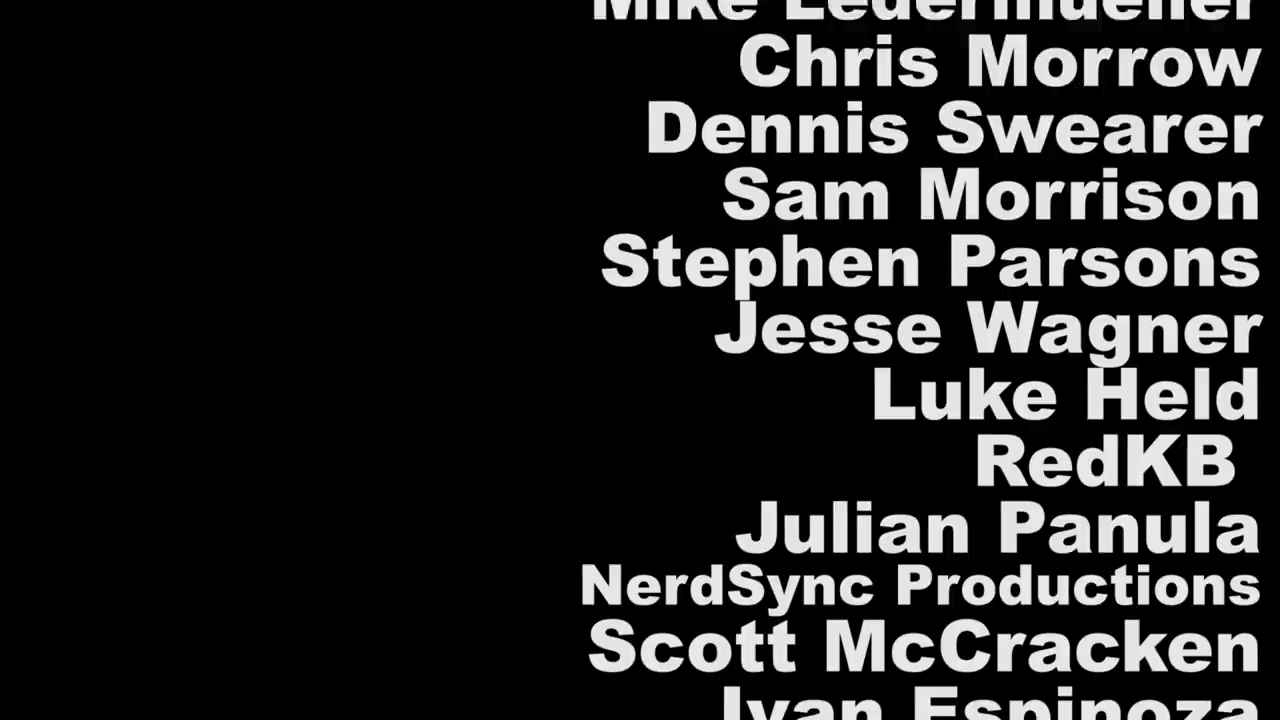 Mike Ledermueller
Chris Morrow
Dennis Swearer
Sam Morrison
Stephen Parsons
Jesse Wagner
Luke Held
RedKB
Julian Panula
NerdSync Productions
Scott McCracken
Ivan Espinoza